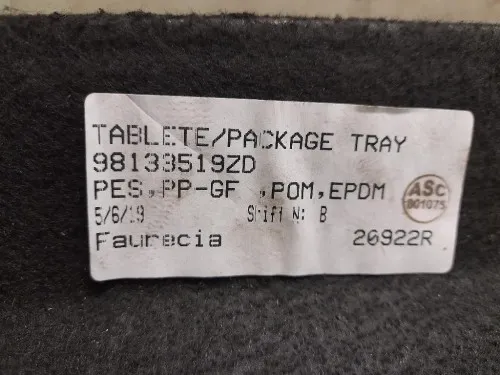 TABLETE/PACKAGE TRAY
98133519ZD
PES,PP-GF ,POM,EPDM
ASC
801075
5/6/19 Shift N: B
Faurecia 26922R